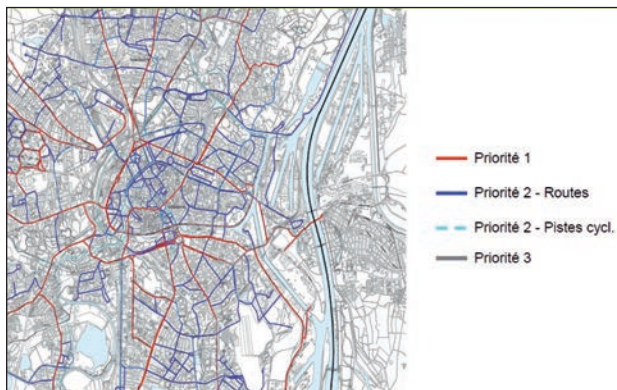 Priorité 1
Priorité 2 - Routes
Priorité 2 - Pistes cycl.
Priorité 3